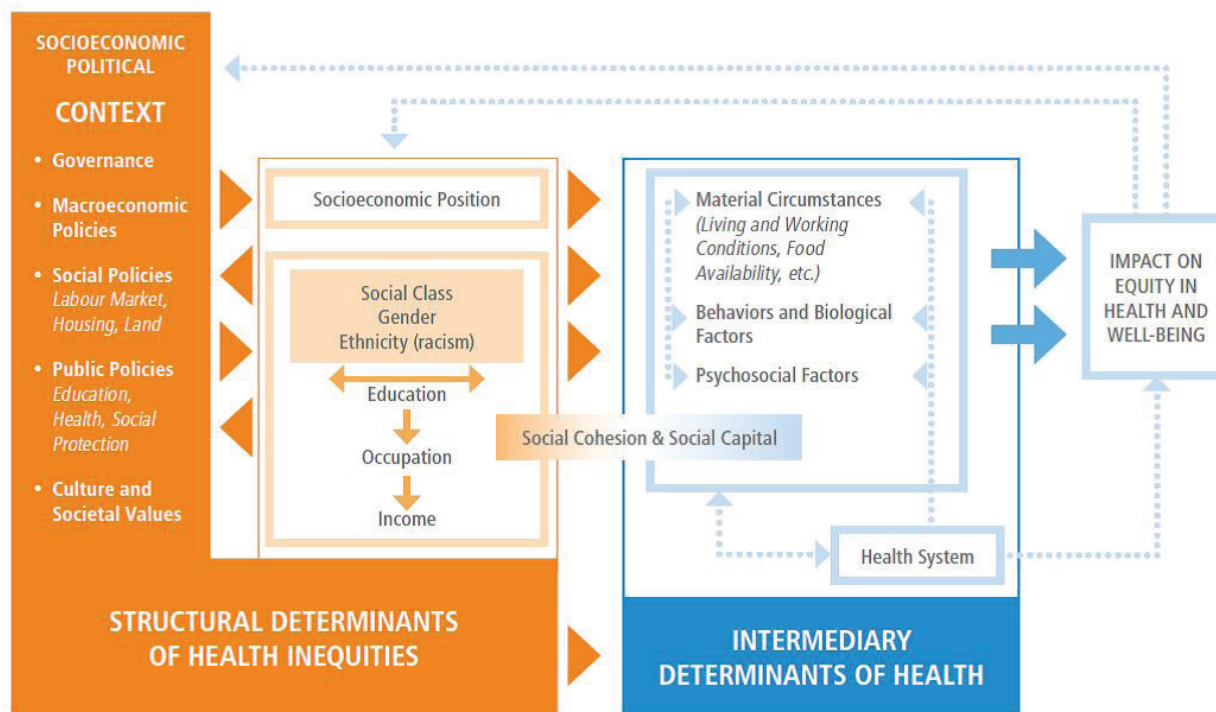 SOCIOECONOMIC
POLITICAL
CONTEXT
• Governance
• Macroeconomic
Policies
• Social Policies
Labour Market,
Housing, Land
• Public Policies
Education,
Health, Social
Protection
• Culture and
Societal Values
Socioeconomic Position
Social Class
Gender
Ethnicity (racism)
Education
Occupation
Income
Social Cohesion & Social Capital
Material Circumstances
(Living and Working
Conditions, Food
Availability, etc.)
Behaviors and Biological
Factors
Psychosocial Factors
Health System
IMPACT ON
EQUITY IN
HEALTH AND
WELL-BEING
STRUCTURAL DETERMINANTS
OF HEALTH INEQUITIES
INTERMEDIARY
DETERMINANTS OF HEALTH